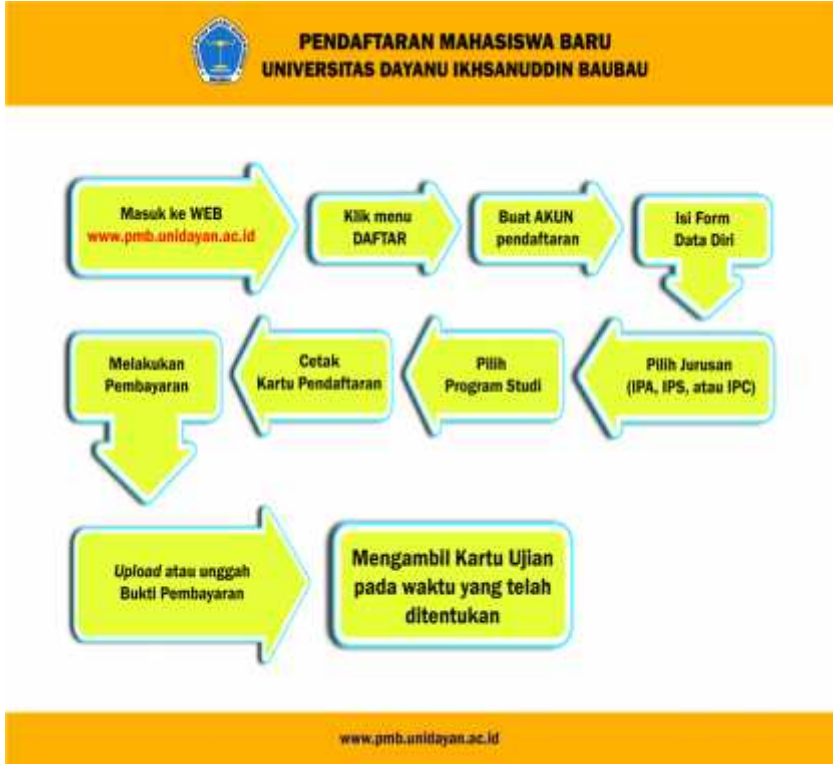 PENDAFTARAN MAHASISWA BARU
UNIVERSITAS DAYANU IKHSANUDDIN BAUBAU
Masuk ke WEB
www.pmb.unidayan.ac.id
Klik menu
DAFTAR
Buat AKUN
pendaftaran
Isi Form
Data Diri
Pilih Jurusan
(IPA, IPS, atau IPC)
Pilih
Program Studi
Cetak
Kartu Pendaftaran
Melakukan
Pembayaran
Upload atau unggah
Bukti Pembayaran
Mengambil Kartu Ujian
pada waktu yang telah
ditentukan
www.pmb.unidayan.ac.id